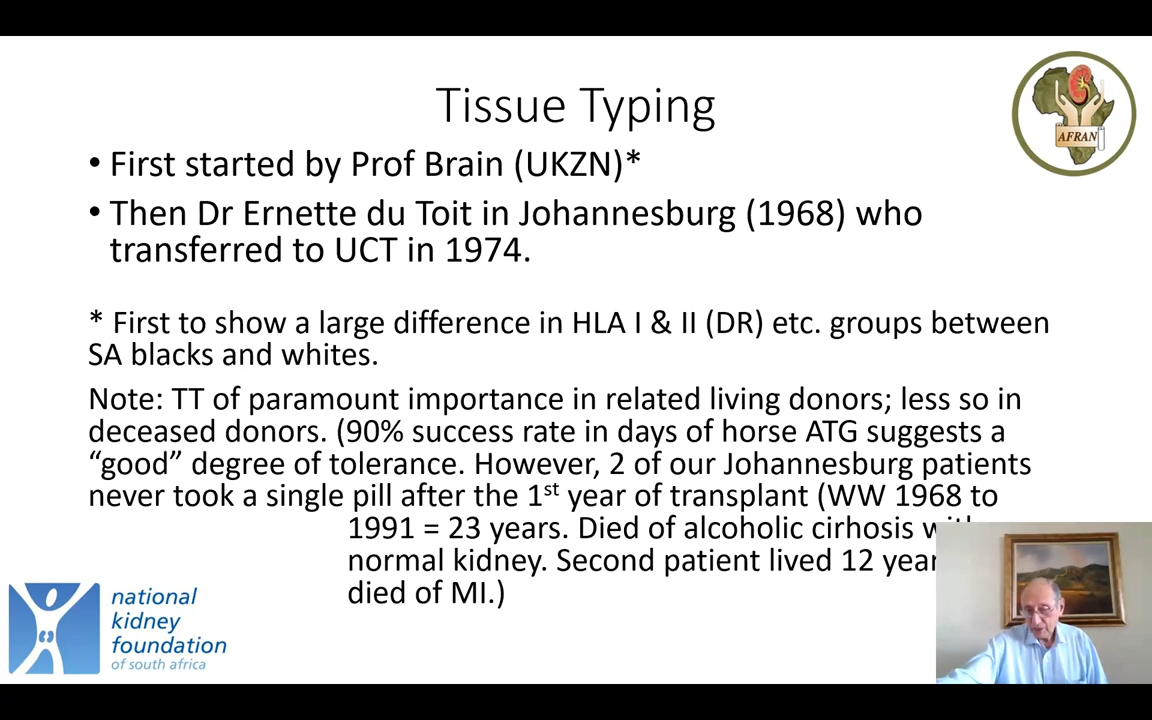 Tissue Typing
AFRAN
• First started by Prof Brain (UKZN)*
• Then Dr Ernette du Toit in Johannesburg (1968) who
transferred to UCT in 1974.
* First to show a large difference in HLA I & II (DR) etc. groups between
SA blacks and whites.
Note: TT of paramount importance in related living donors; less so in
deceased donors. (90% success rate in days of horse ATG suggests a
“good” degree of tolerance. However, 2 of our Johannesburg patients
never took a single pill after the 1st year of transplant (WW 1968 to
1991 = 23 years. Died of alcoholic cirhosis
normal kidney. Second patient lived 12
died of MI.)
national
kidney
foundation
of south africa